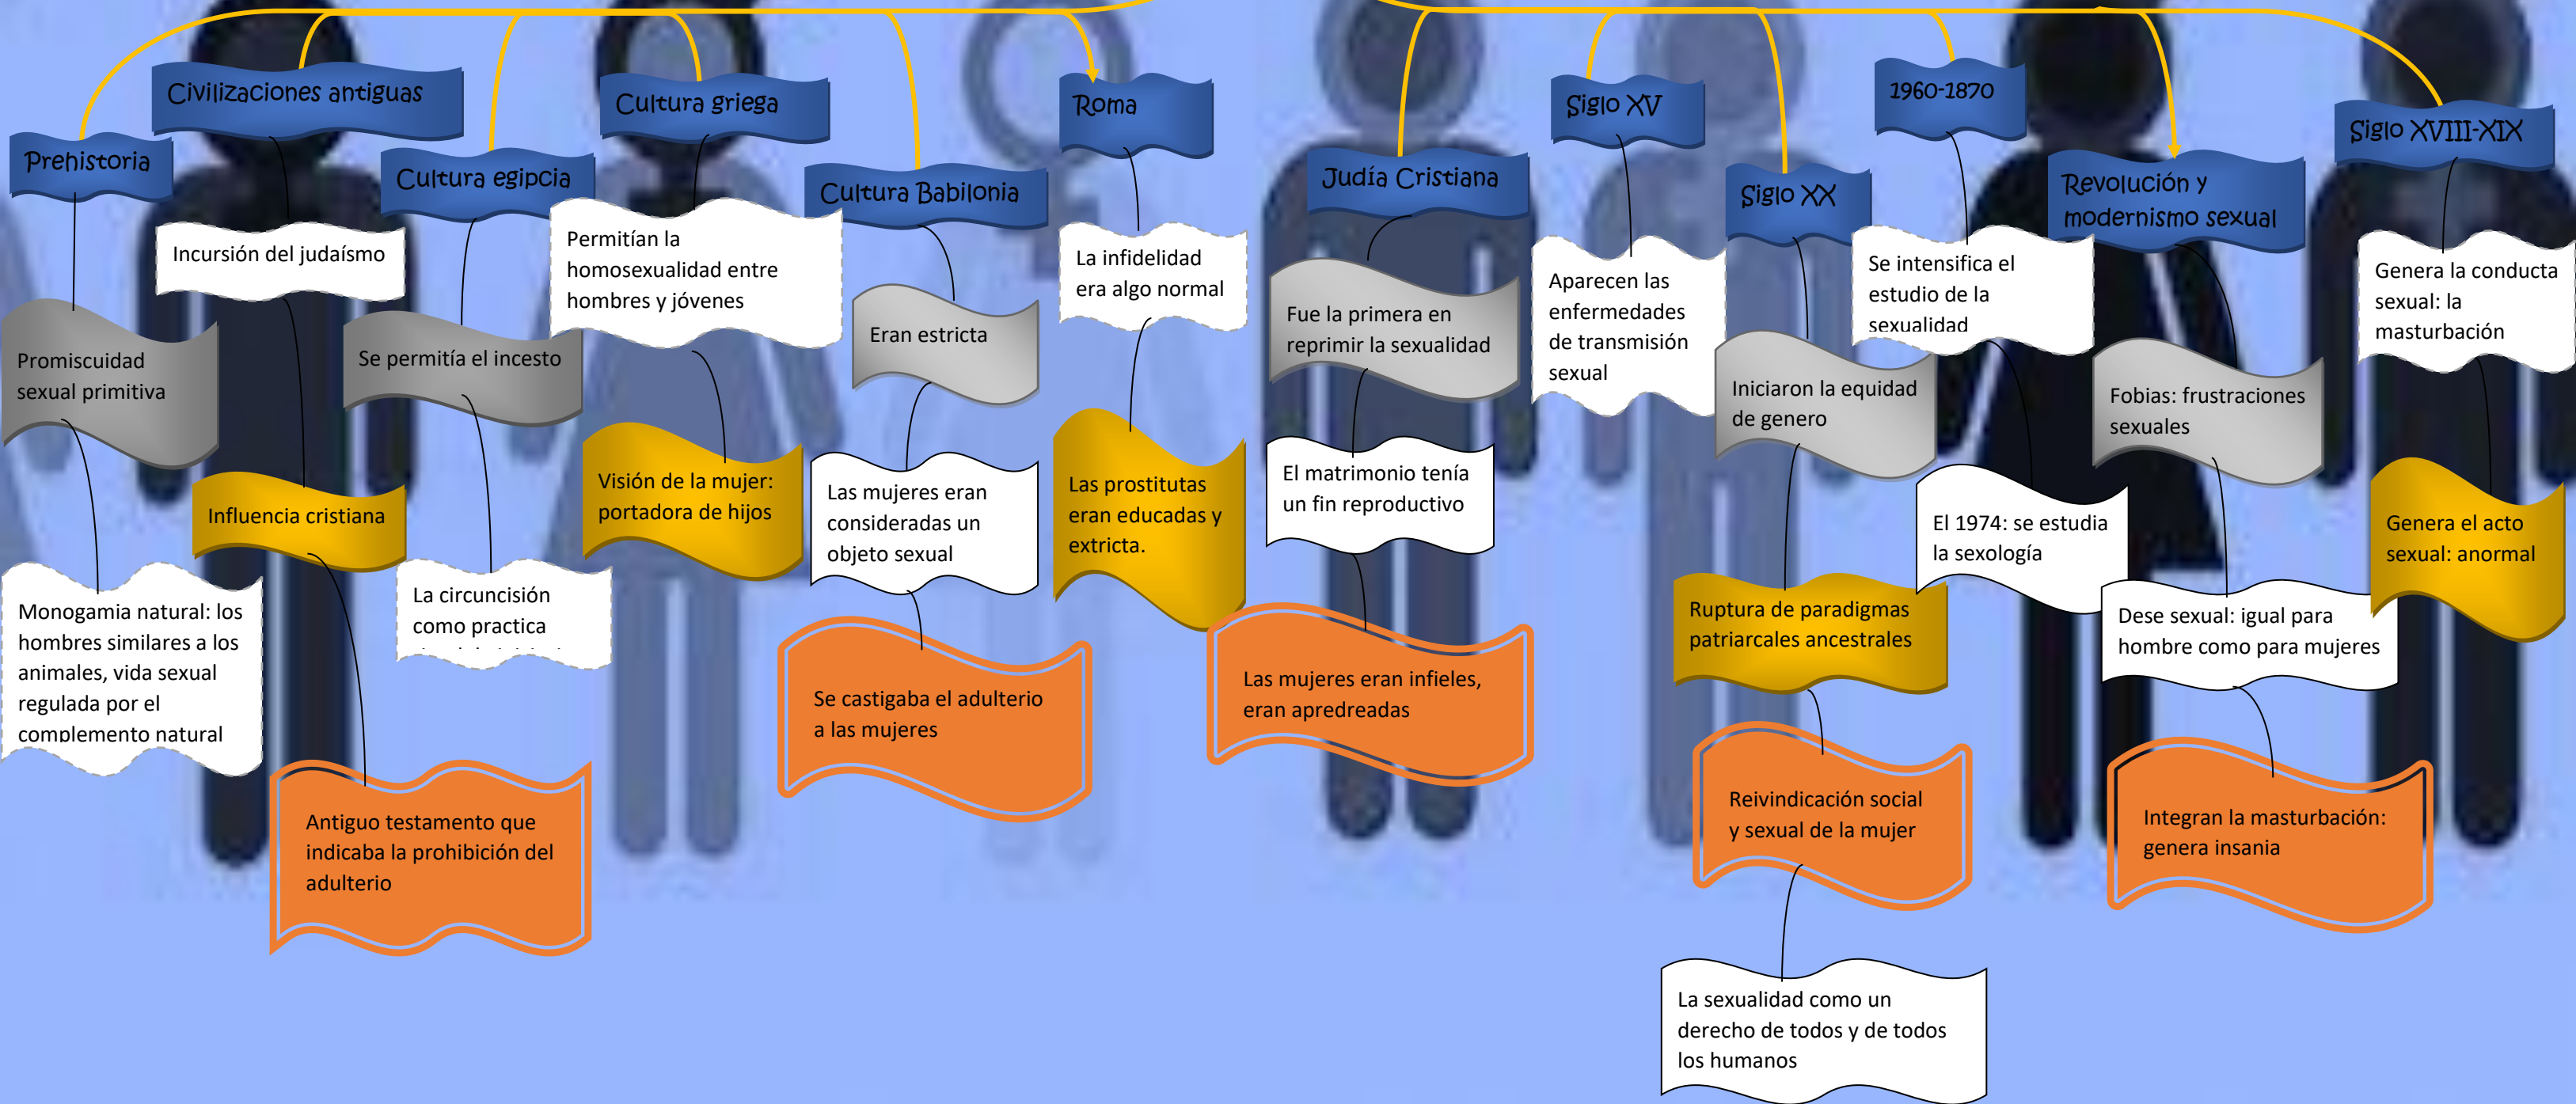 Prehistoria
Promiscuidad
sexual primitiva
Monogamia natural: los
hombres similares a los
animales, vida sexual
regulada por el
complemento natural
Civilizaciones antiguas
Incursión del judaísmo
Influencia cristiana
Antiguo testamento que
indicaba la prohibición del
adulterio
Cultura egipcia
Se permitía el incesto
La circuncisión
como practica
Cultura griega
Permitían la
homosexualidad entre
hombres y jóvenes
Visión de la mujer:
portadora de hijos
Cultura Babilonia
Eran estricta
Las mujeres eran
consideradas un
objeto sexual
Se castigaba el adulterio
a las mujeres
Roma
La infidelidad
era algo normal
Las prostitutas
eran educadas y
extricta.
Judía Cristiana
Fue la primera en
reprimir la sexualidad
El matrimonio tenía
un fin reproductivo
Las mujeres eran infieles,
eran apredreadas
Siglo XV
Aparecen las
enfermedades
de transmisión
sexual
Siglo XX
Iniciaron la equidad
de genero
Ruptura de paradigmas
patriarcales ancestrales
Reivindicación social
y sexual de la mujer
La sexualidad como un
derecho de todos y de todos
los humanos
1960-1870
Se intensifica el
estudio de la
sexualidad
El 1974: se estudia
la sexología
Revolución y
modernismo sexual
Fobias: frustraciones
sexuales
Dese sexual: igual para
hombre como para mujeres
Integran la masturbación:
genera insania
Siglo XVIII-XIX
Genera la conducta
sexual: la
masturbación
Genera el acto
sexual: anormal